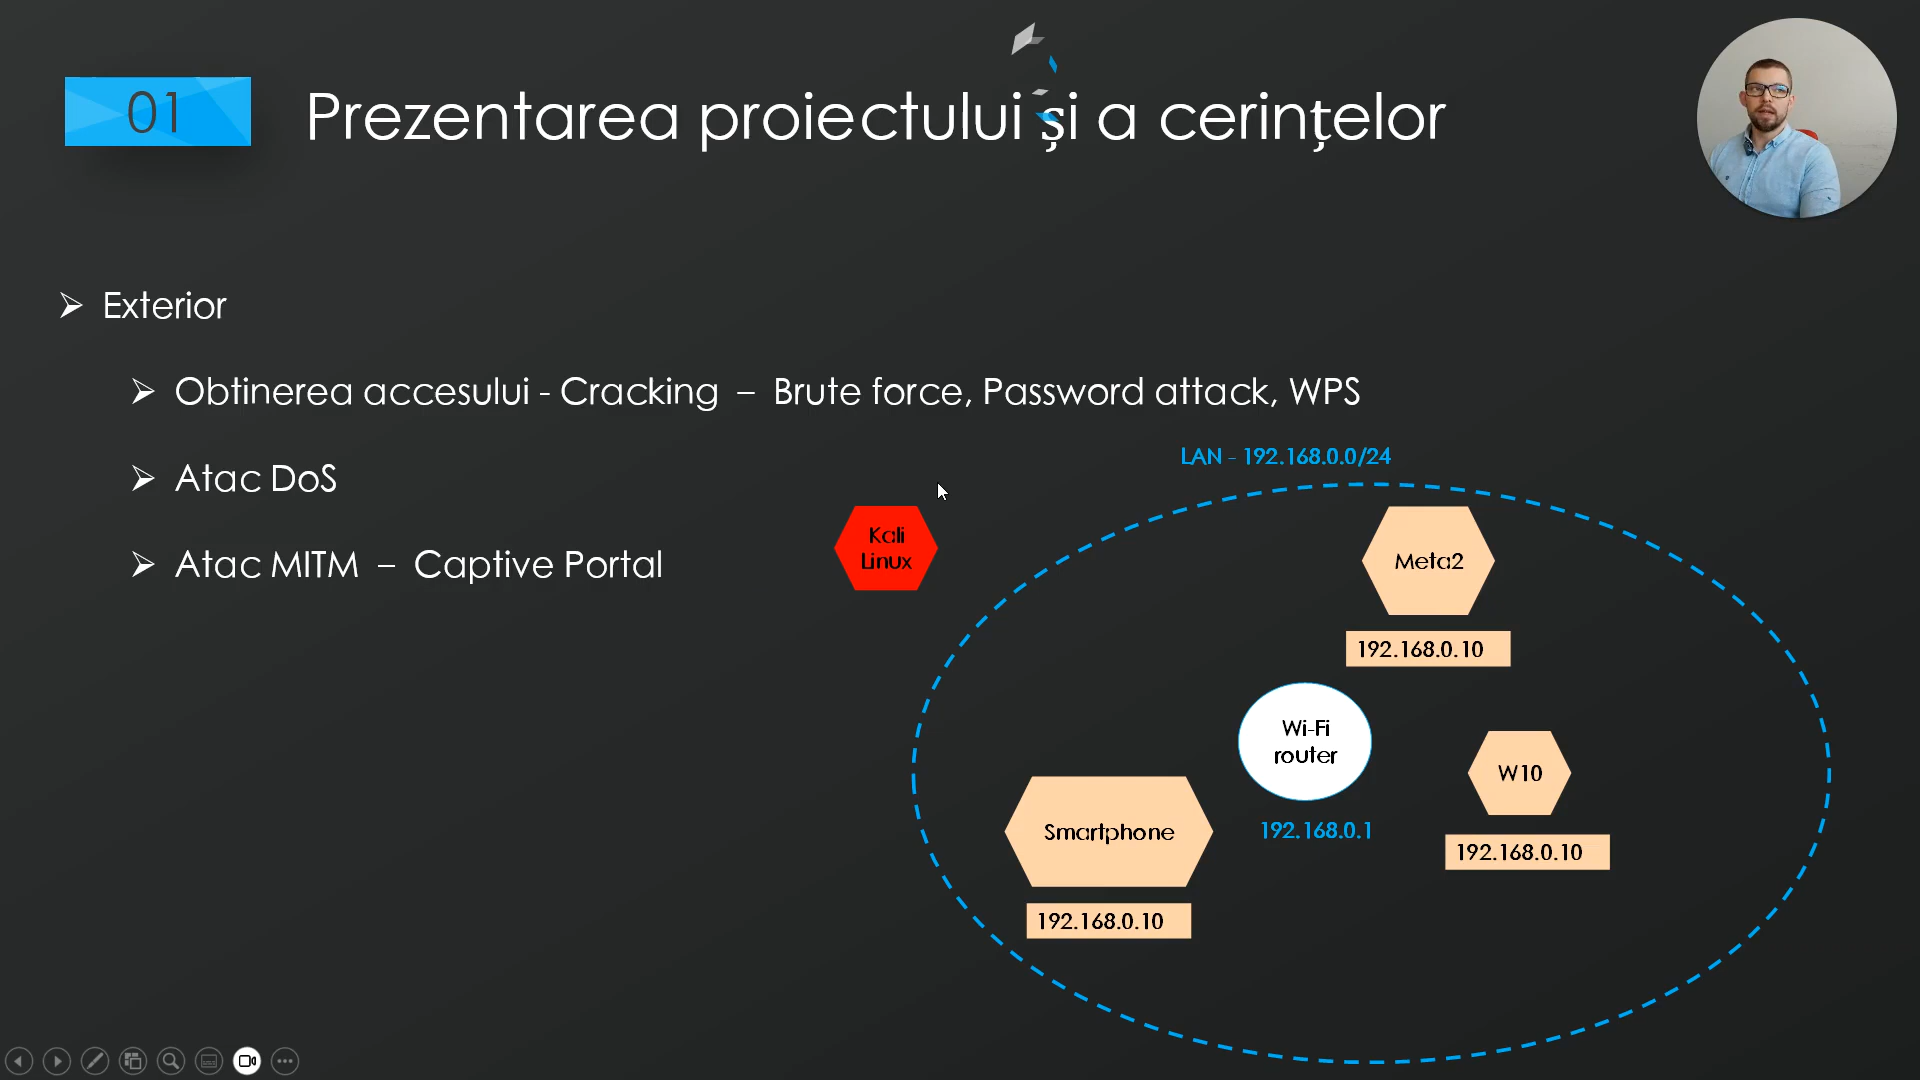 01
Prezentarea proiectului și a cerințelor
Exterior
Obtinerea accesului - Cracking – Brute force, Password attack, WPS
Atac DoS
Atac MITM – Captive Portal
LAN - 192.168.0.0/24
Kali
Linux
Meta2
192.168.0.10
Wi-Fi
router
192.168.0.1
W10
192.168.0.10
Smartphone
192.168.0.10